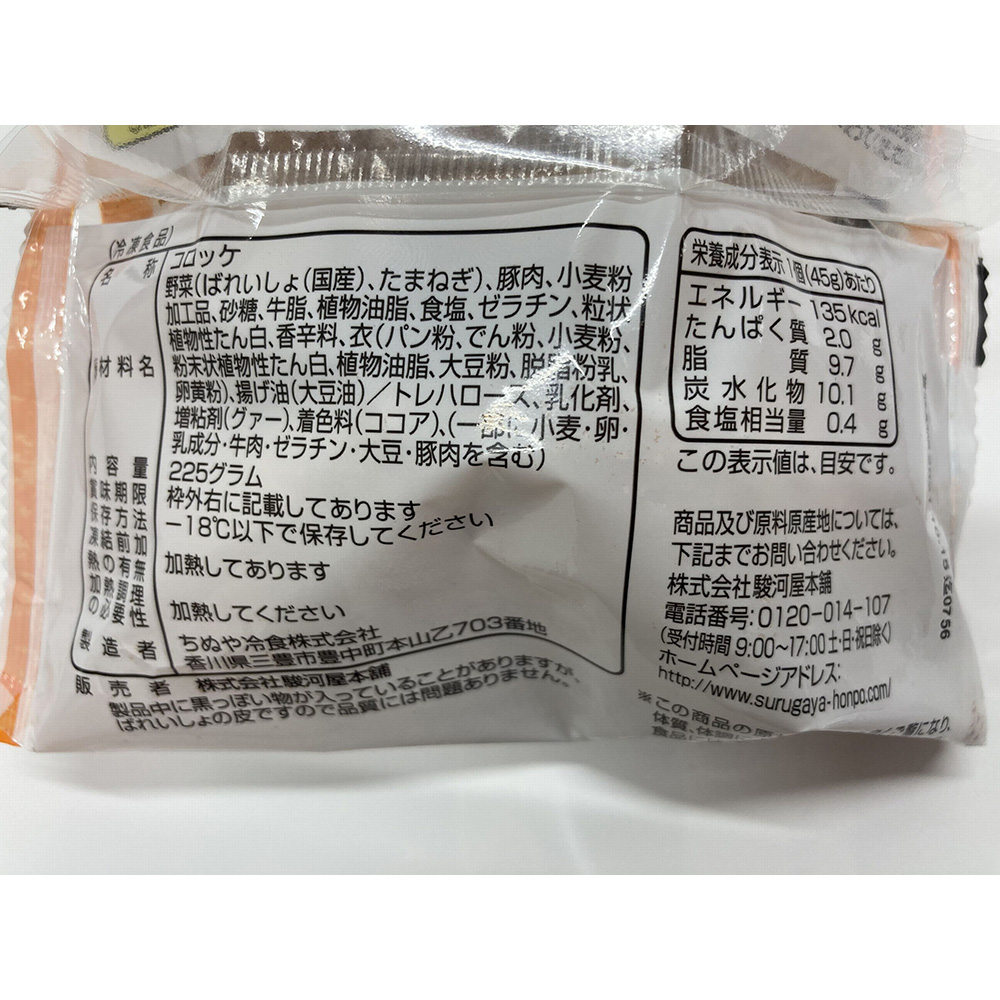 (冷凍食品)
名 称 コロッケ
野菜(ばれいしょ(国産)、たまねぎ)、豚肉、小麦粉
加工品、砂糖、牛脂、植物油脂、食塩、ゼラチン、粒状
植物性たん白、香辛料、衣(パン粉、でん粉、小麦粉、
材料名 粉末状植物性たん白、植物油脂、大豆粉、脱脂粉乳、
卵黄粉)、揚げ油(大豆油)/トレハロース、乳化剤、
増粘剤(グァー)、着色料(ココア)、(一部に小麦・卵・
乳成分・牛肉・ゼラチン・大豆・豚肉を含む)
内容量 225グラム
賞味期限 枠外右に記載してあります
保存方法 −18℃以下で保存してください
凍結前加
熱の有無 加熱してあります
加熱調理
の必要性 加熱してください
製造者 ちぬや冷食株式会社
香川県三豊市豊中町本山乙703番地
販売者 株式会社駿河屋本舗
製品中に黒っぽい物が入っていることがありますが、
ばれいしょの皮ですので品質には問題ありません。
栄養成分表示 1個(45g)あたり
エネルギー 135kcal
たんぱく質 2.0 g
脂質 9.7 g
炭水化物 10.1 g
食塩相当量 0.4 g
この表示値は、目安です。
商品及び原料原産地については、
下記までお問い合わせください。
株式会社駿河屋本舗
電話番号:0120-014-107
(受付時間 9:00〜17:00 土・日・祝日除く)
ホームページアドレス:
http://www.surugaya-honpo.com/
※この商品の原
体質、体調に
食品に
になり、
迄0756